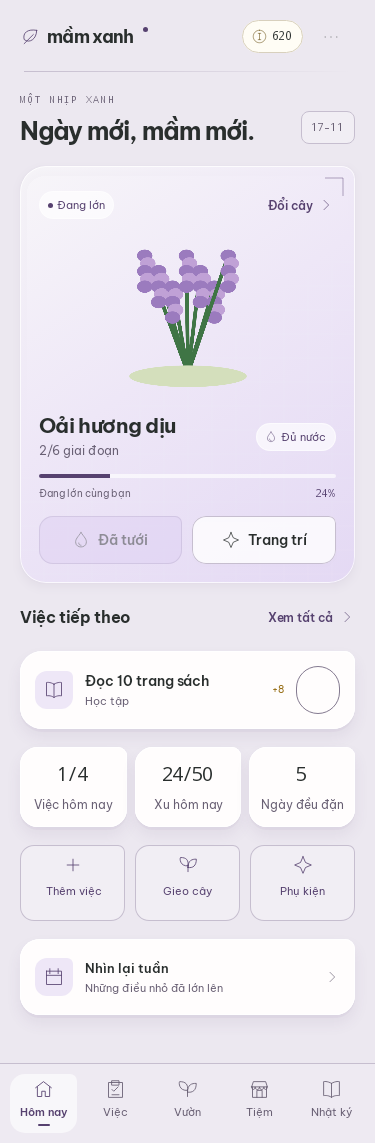 mầm xanh
620
...
MỘT NHỊP XANH
Ngày mới, mầm mới.
17-11
Đang lớn
Đổi cây
Oải hương dịu
2/6 giai đoạn
Đủ nước
Đang lớn cùng bạn
24%
Đã tưới
Trang trí
Việc tiếp theo
Xem tất cả
Đọc 10 trang sách
Học tập
+8
1/4
Việc hôm nay
24/50
Xu hôm nay
5
Ngày đều đặn
Thêm việc
Gieo cây
Phụ kiện
Nhìn lại tuần
Những điều nhỏ đã lớn lên
Hôm nay
Việc
Vườn
Tiệm
Nhật ký